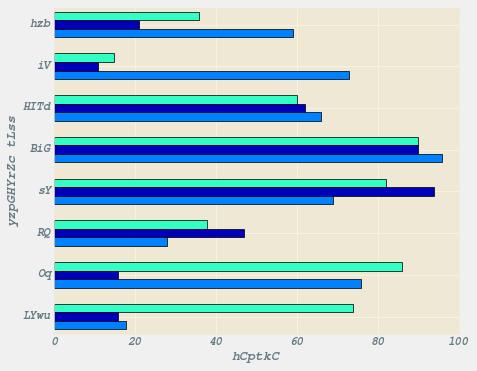 hzb
iV
HITd
BiG
sY
RQ
Oq
LYwu
yzpGHYrZc tLss
0 20 40 60 80 100
hCptkC